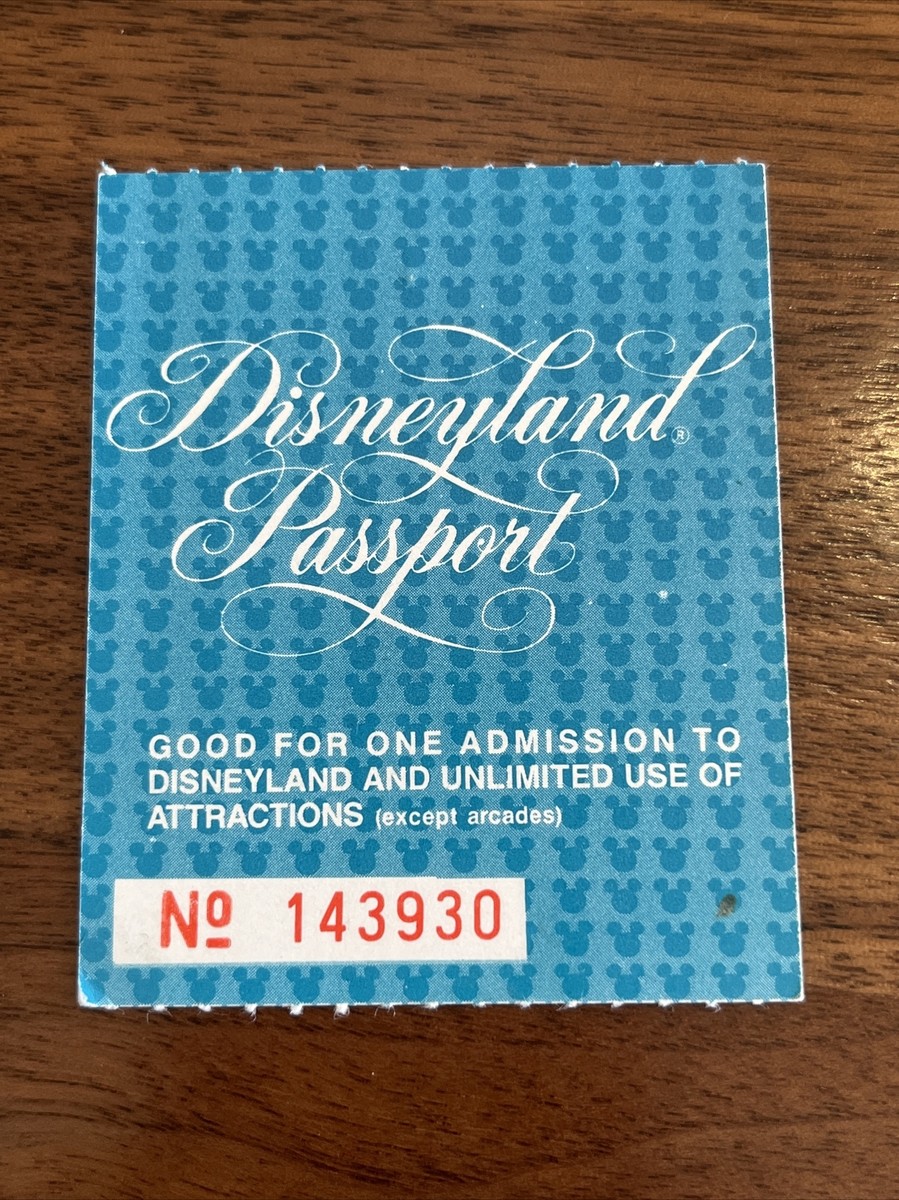 Disneyland®
Passport
GOOD FOR ONE ADMISSION TO
DISNEYLAND AND UNLIMITED USE OF
ATTRACTIONS (except arcades)
Nº 143930